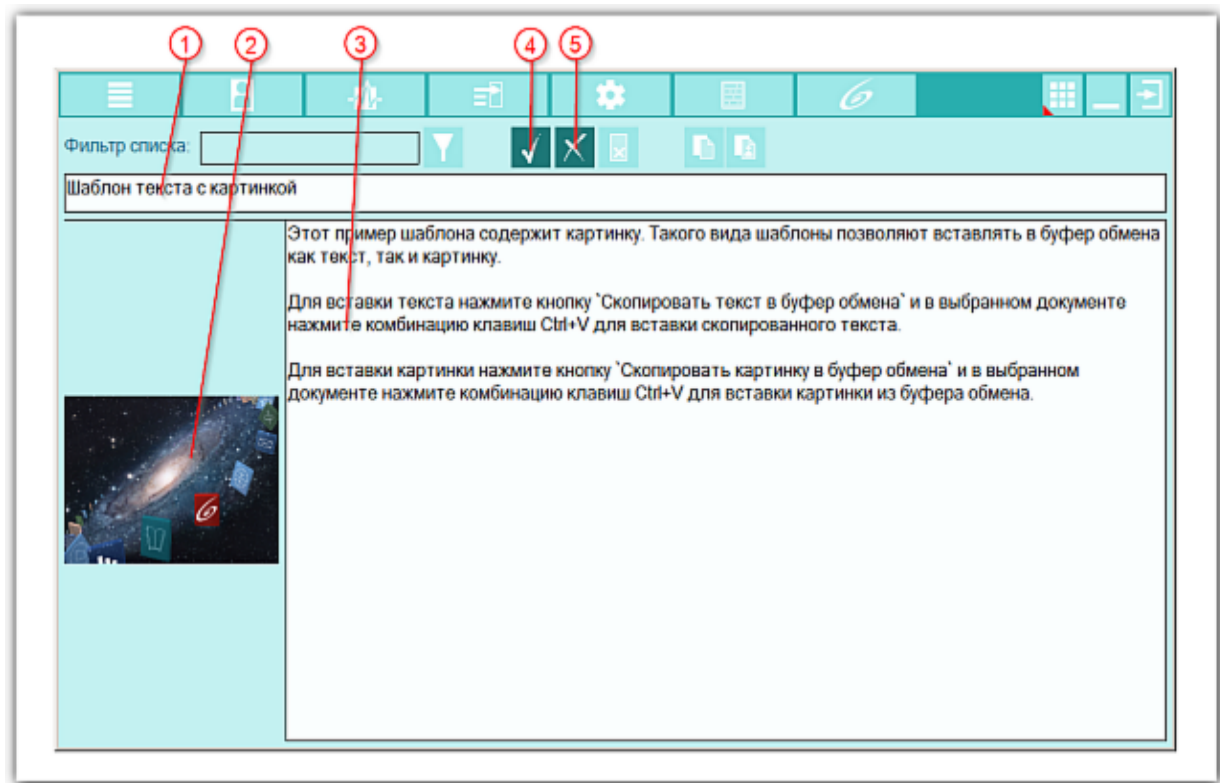 1 2 3 4 5
Фильтр списка:
Шаблон текста с картинкой
Этот пример шаблона содержит картинку. Такого вида шаблоны позволяют вставлять в буфер обмена
как текст, так и картинку.
Для вставки текста нажмите кнопку `Скопировать текст в буфер обмена` и в выбранном документе
нажмите комбинацию клавиш Ctrl+V для вставки скопированного текста.
Для вставки картинки нажмите кнопку `Скопировать картинку в буфер обмена` и в выбранном
документе нажмите комбинацию клавиш Ctrl+V для вставки картинки из буфера обмена.